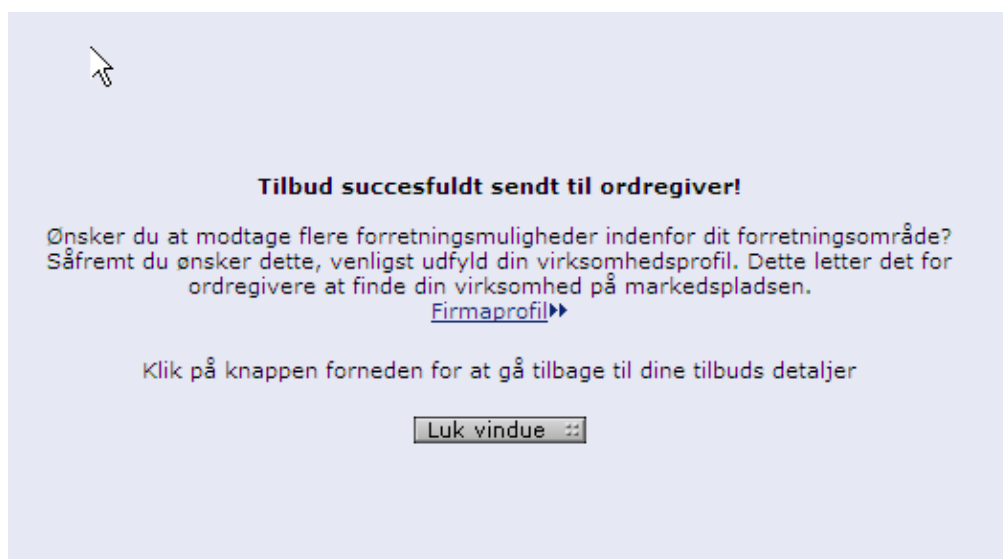 Tilbud succesfuldt sendt til ordregiver!
Ønsker du at modtage flere forretningsmuligheder indenfor dit forretningsområde?
Såfremt du ønsker dette, venligst udfyld din virksomhedsprofil. Dette letter det for
ordregivere at finde din virksomhed på markedspladsen.
Firmaprofil
Klik på knappen forneden for at gå tilbage til dine tilbuds detaljer
Luk vindue